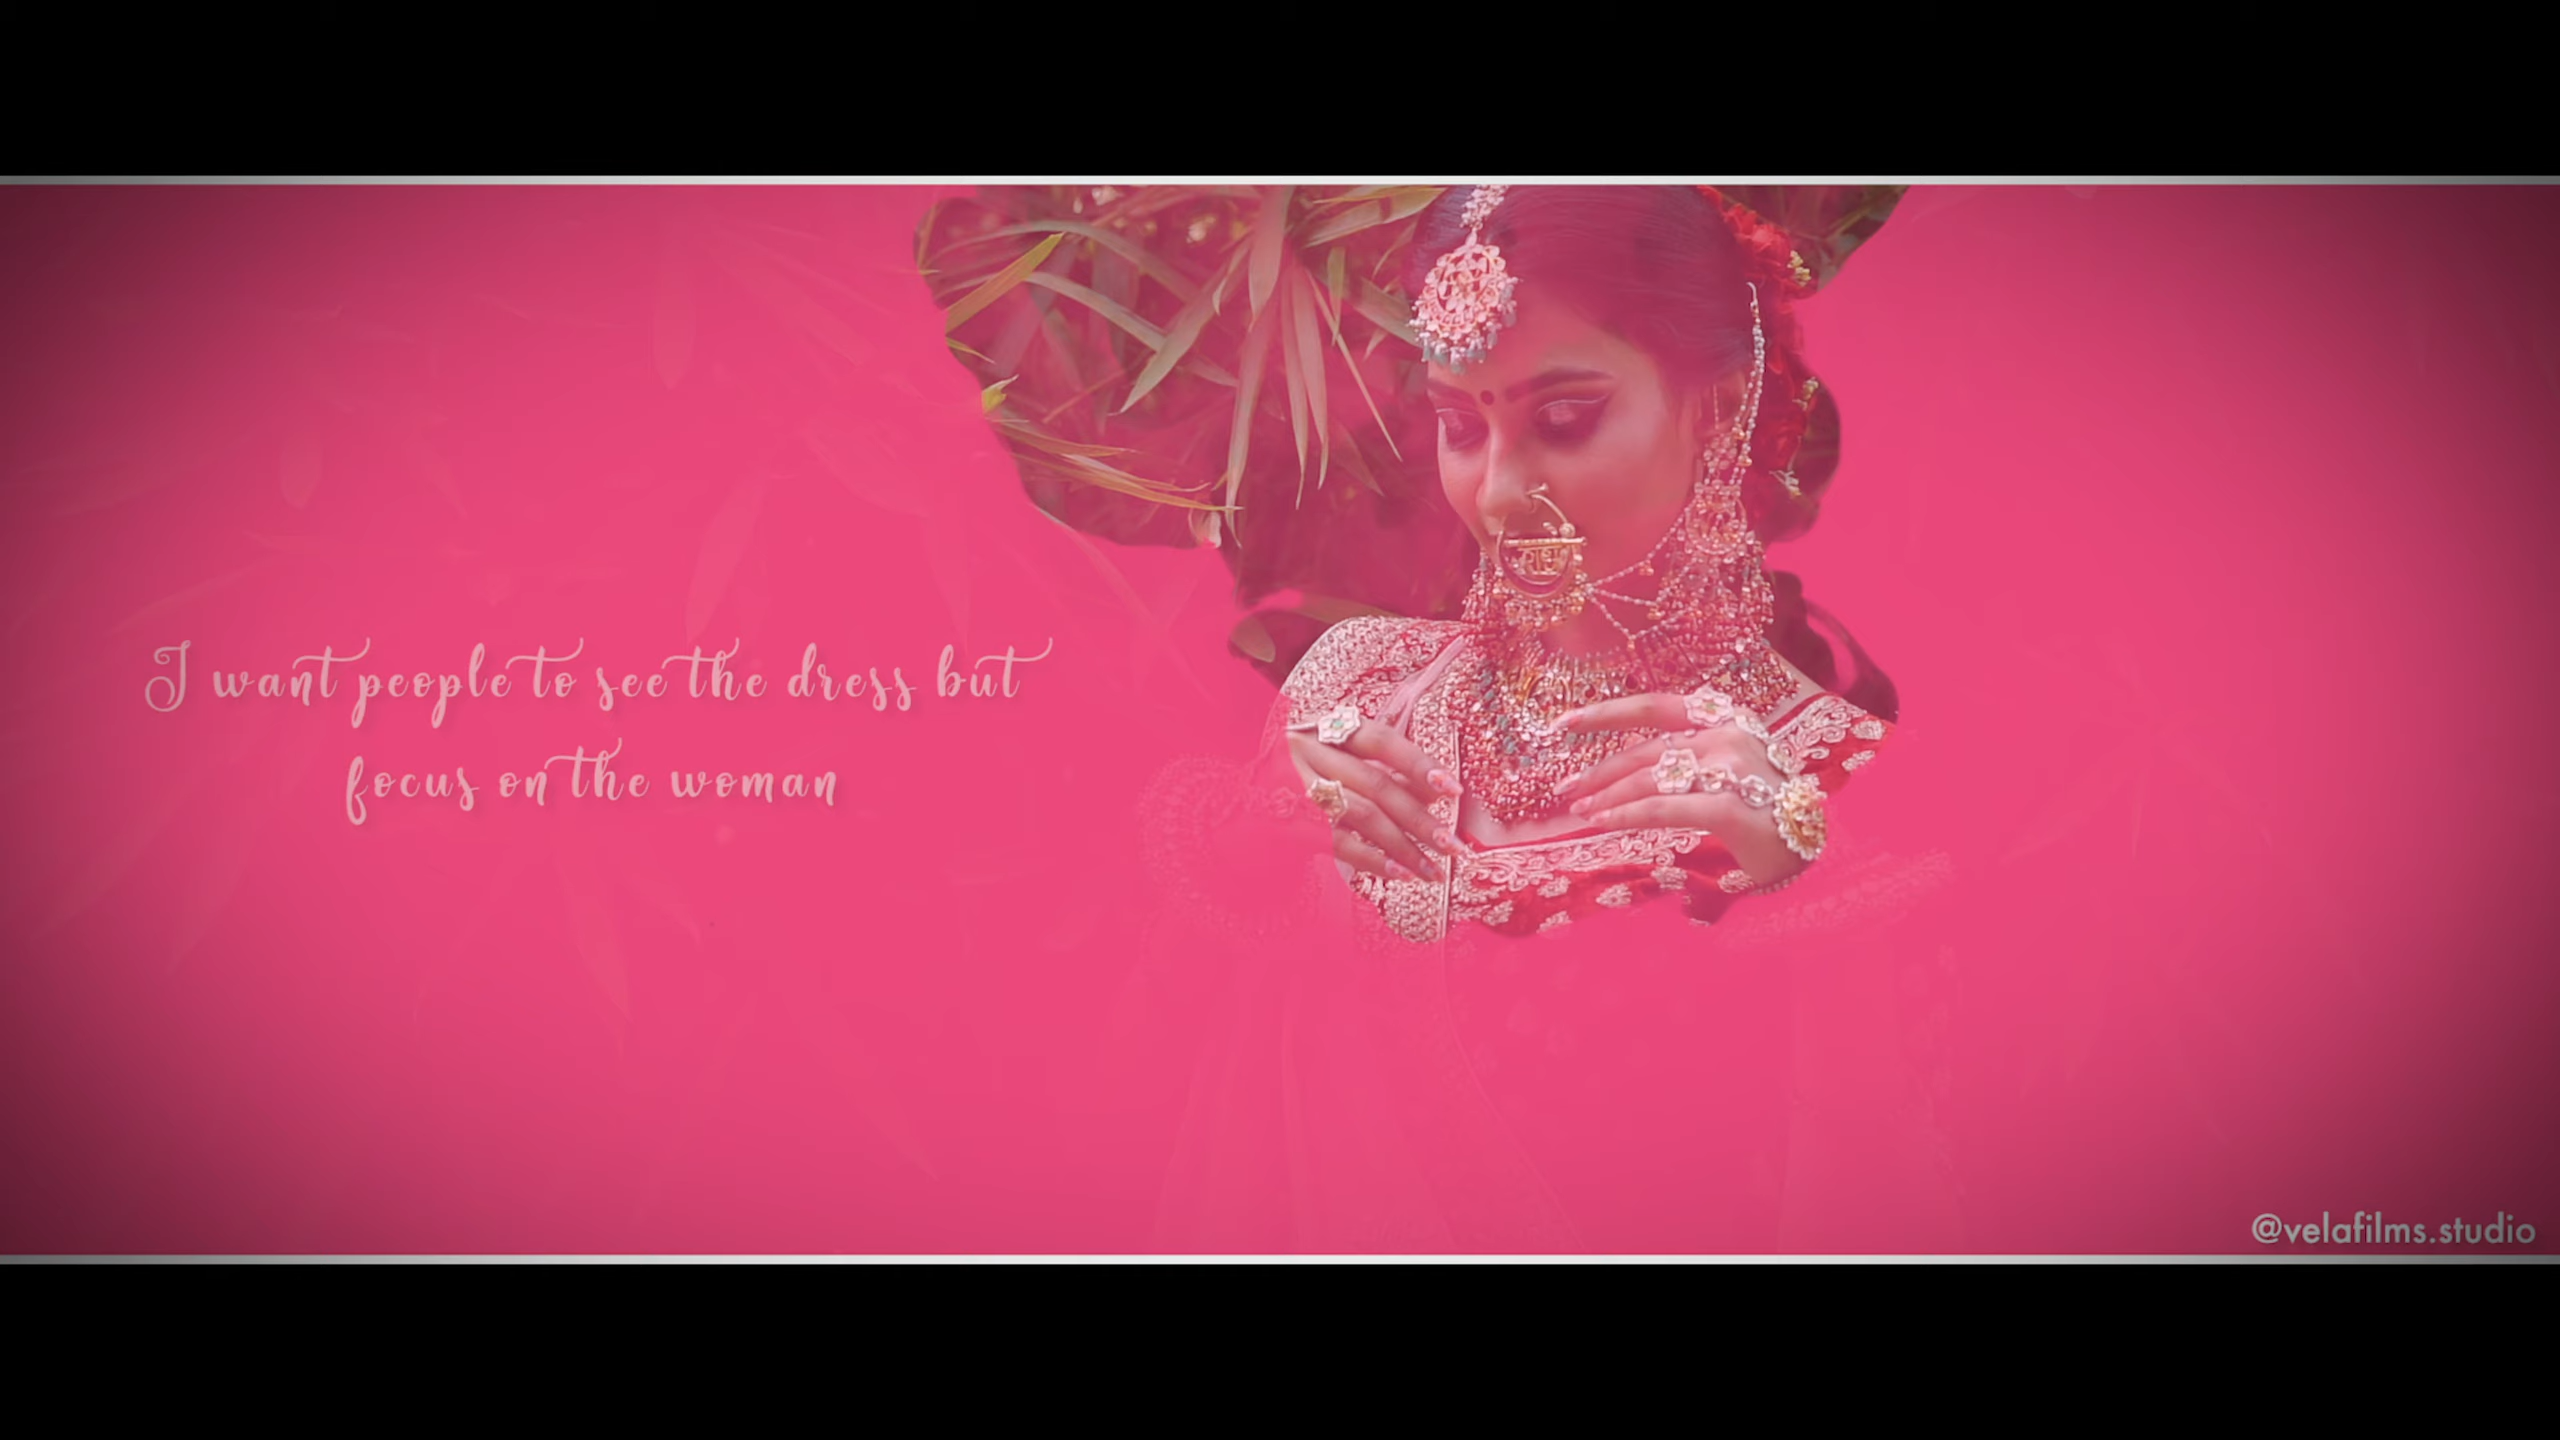 I want people to see the dress but
focus on the woman
@velafilms.studio